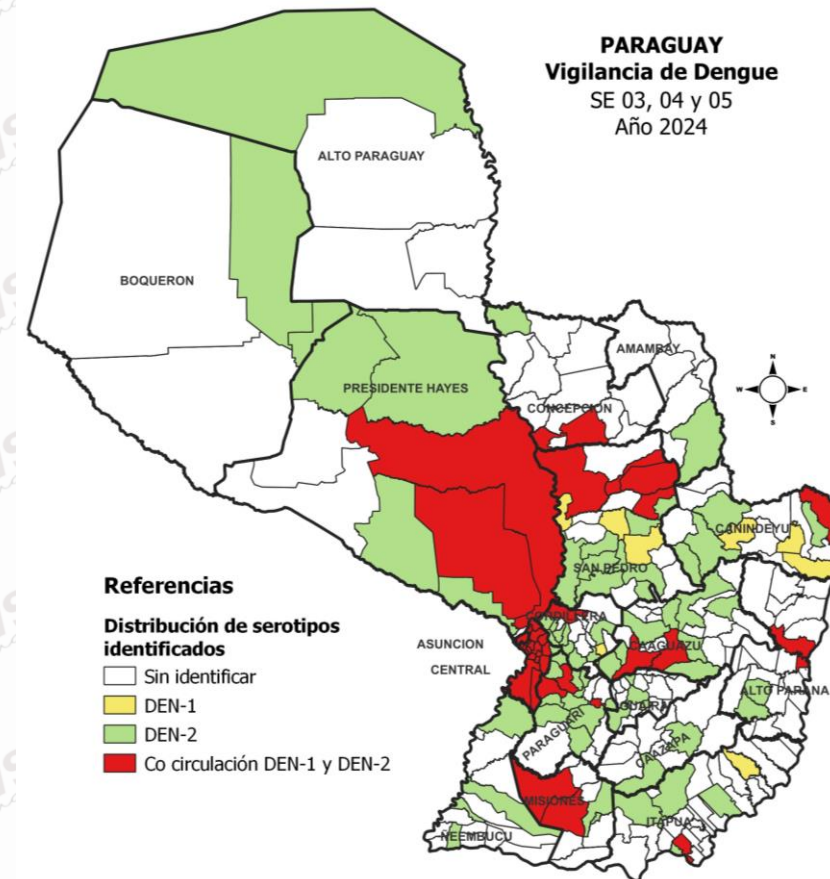 PARAGUAY
Vigilancia de Dengue
SE 03, 04 y 05
Año 2024
ALTO PARAGUAY
BOQUERON
N
W E
S
AMAMBAY
PRESIDENTE HAYES
CONCEPCION
CANINDEYU
SAN PEDRO
CORDILLERA
ASUNCION
CENTRAL
CAAGUAZU
ALTO PARANA
GUAIRA
PARAGUARI
CAAZAPA
MISIONES
ITAPUA
ÑEEMBUCU
Referencias
Distribución de serotipos
identificados
Sin identificar
DEN-1
DEN-2
Co circulación DEN-1 y DEN-2